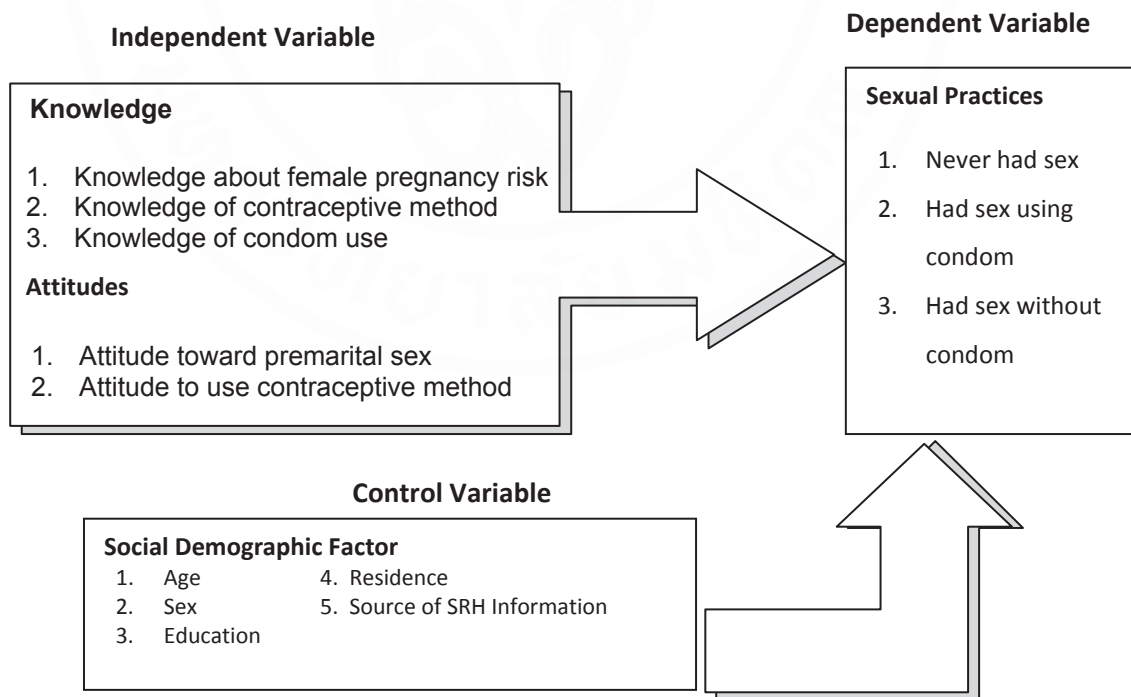 Independent Variable
Dependent Variable
Knowledge
1. Knowledge about female pregnancy risk
2. Knowledge of contraceptive method
3. Knowledge of condom use
Attitudes
1. Attitude toward premarital sex
2. Attitude to use contraceptive method
Sexual Practices
1. Never had sex
2. Had sex using
condom
3. Had sex without
condom
Control Variable
Social Demographic Factor
1. Age 4. Residence
2. Sex 5. Source of SRH Information
3. Education